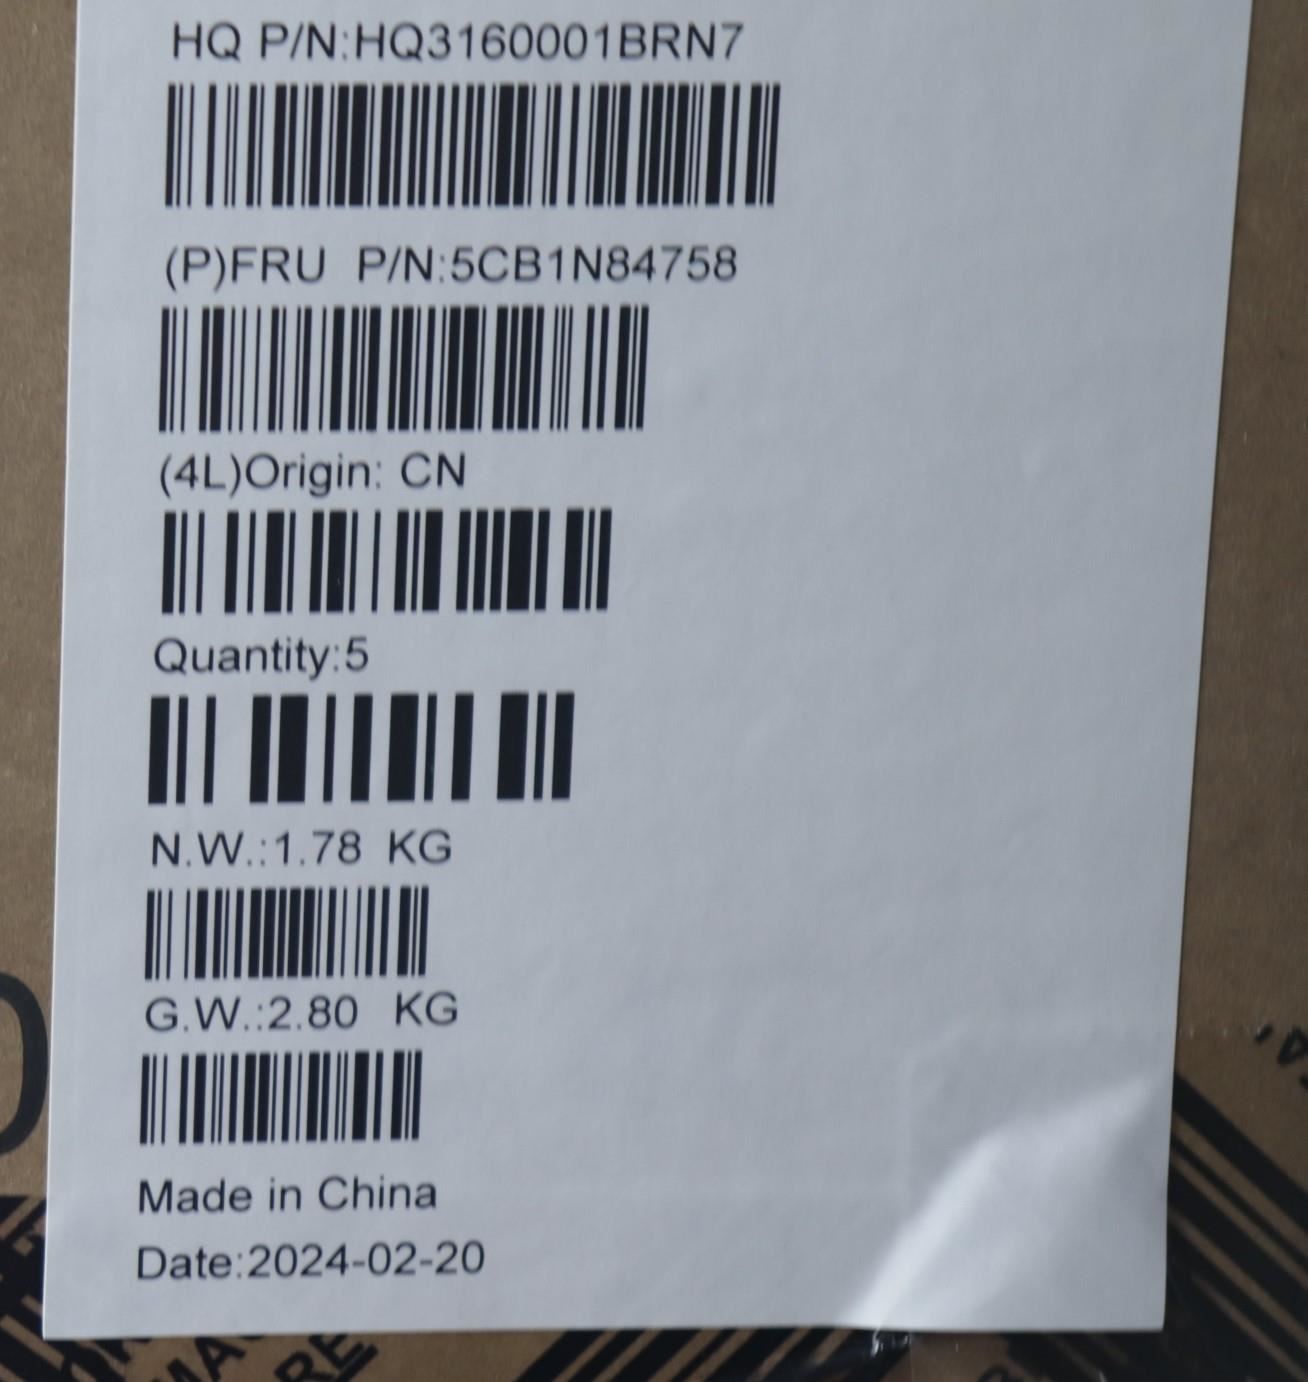 HQ P/N:HQ3160001BRN7
(P)FRU P/N:5CB1N84758
(4L)Origin: CN
Quantity:5
N.W.:1.78 KG
G.W.:2.80 KG
Made in China
Date:2024-02-20